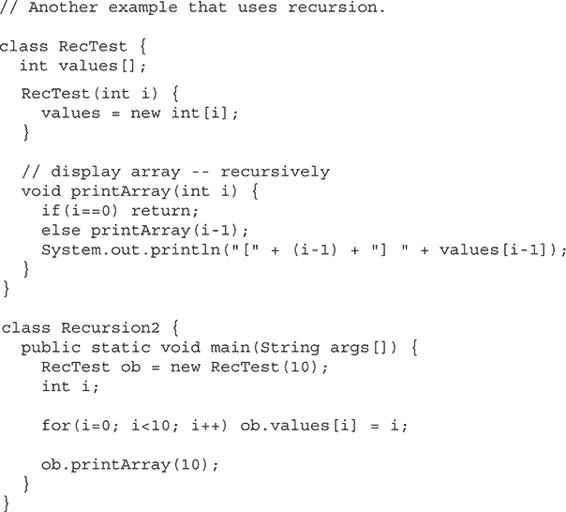 // Another example that uses recursion.

class RecTest {
  int values[];

  RecTest(int i) {
    values = new int[i];
  }

  // display array -- recursively
  void printArray(int i) {
    if(i==0) return;
    else printArray(i-1);
    System.out.println("[" + (i-1) + "] " + values[i-1]);
  }
}

class Recursion2 {
  public static void main(String args[]) {
    RecTest ob = new RecTest(10);
    int i;

    for(i=0; i<10; i++) ob.values[i] = i;

    ob.printArray(10);
  }
}